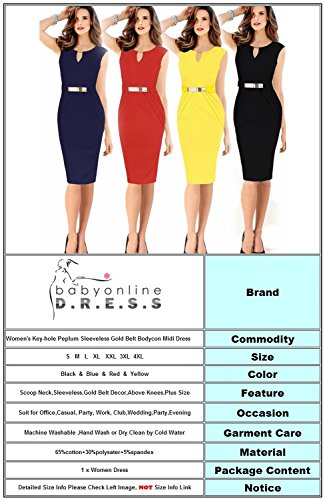 babyonline
D.R.E.S.S
Brand
Women's Key-hole Peplum Sleeveless Gold Belt Bodycon Midi Dress
Commodity
S M L XL XXL 3XL 4XL
Size
Black & Blue & Red & Yellow
Color
Scoop Neck,Sleeveless,Gold Belt Decor,Above Knees,Plus Size
Feature
Suit for Office,Casual, Party, Work, Club,Wedding,Party,Evening
Occasion
Machine Washable ,Hand Wash or Dry Clean by Cold Water
Garment Care
65%cotton+30%polysater+5%spandex
Material
1 x Women Dress
Package Content
Detailed Size Info Please Check Left Image, NOT Size Info Link
Notice